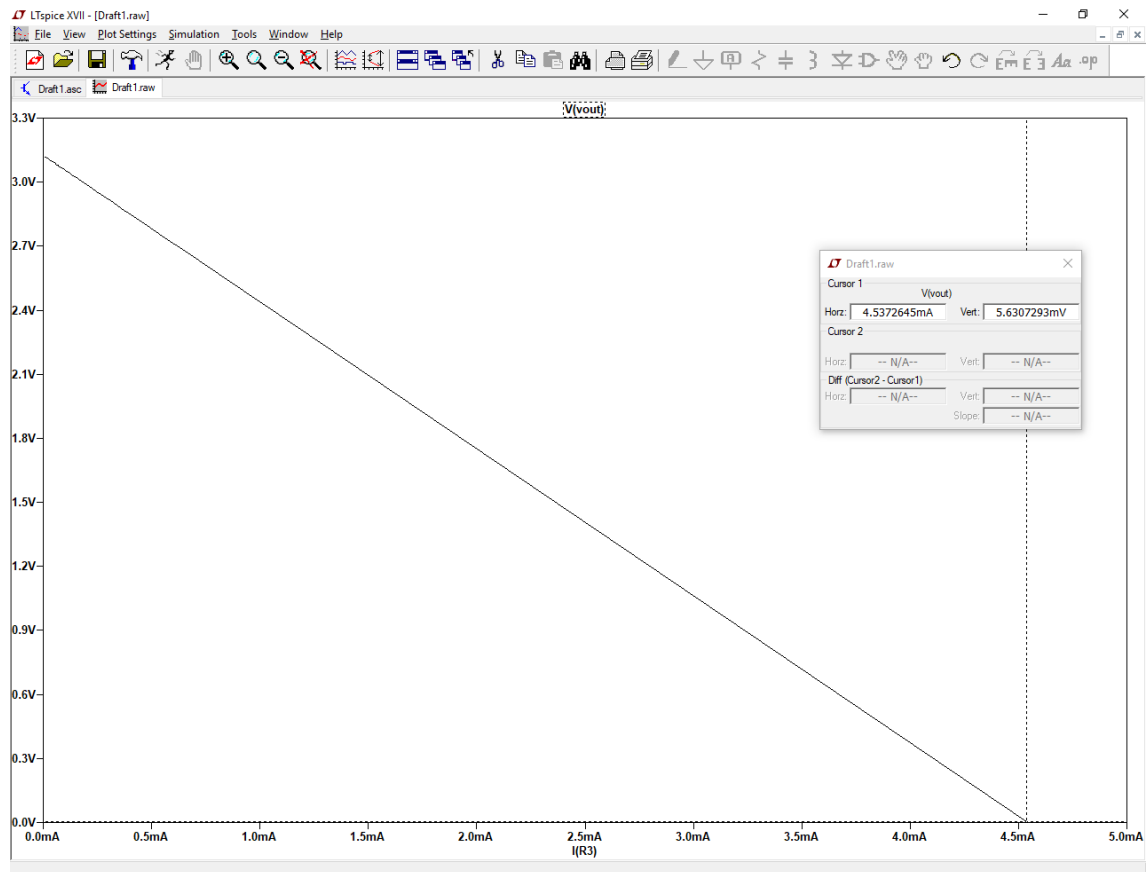 LTspice XVII - [Draft1.raw]
File View Plot Settings Simulation Tools Window Help
Aa .op
Draft1.asc Draft1.raw
V(vout)
3.3V
3.0V
2.7V
2.4V
2.1V
1.8V
1.5V
1.2V
0.9V
0.6V
0.3V
0.0V
0.0mA 0.5mA 1.0mA 1.5mA 2.0mA 2.5mA 3.0mA 3.5mA 4.0mA 4.5mA 5.0mA
I(R3)
Draft1.raw
Cursor 1
V(vout)
Horz: 4.5372645mA Vert: 5.6307293mV
Cursor 2
Horz: -- N/A-- Vert: -- N/A--
Diff (Cursor2 - Cursor1)
Horz: -- N/A-- Vert: -- N/A--
Slope: -- N/A--